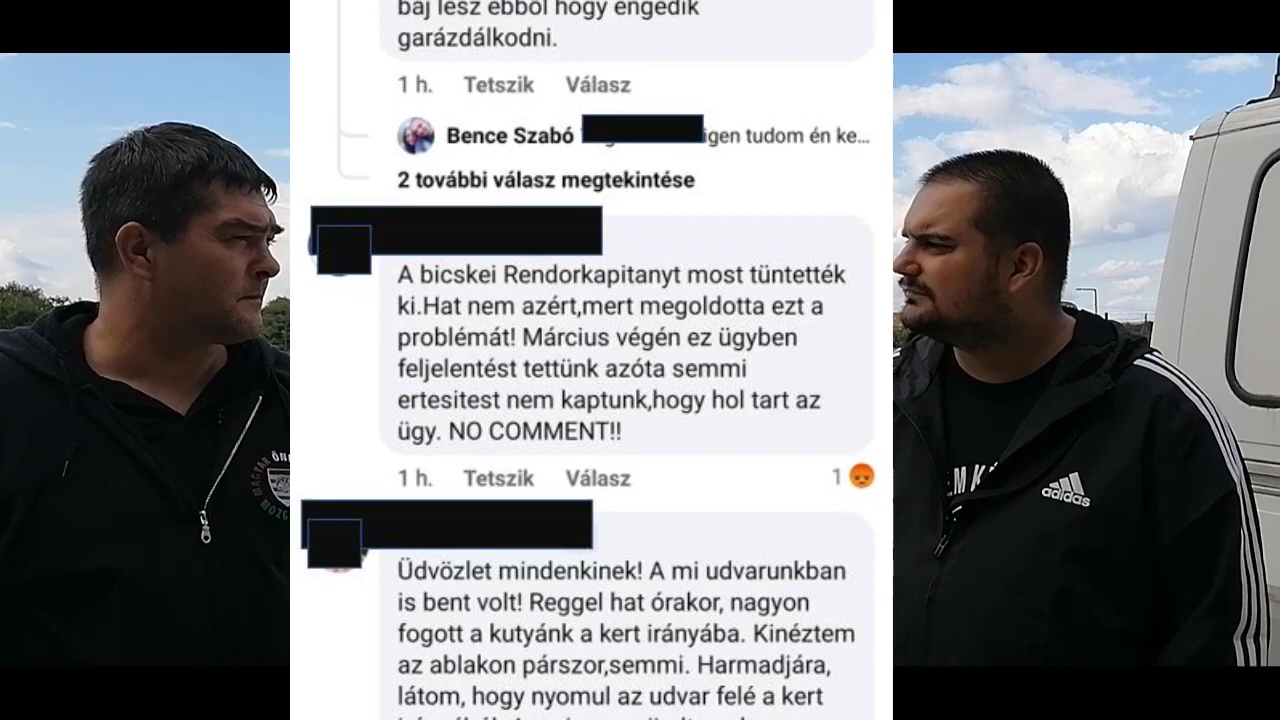 baj lesz ebből hogy engedik
garázdálkodni.
1 h. Tetszik Válasz
Bence Szabó igen tudom én ke...
2 további válasz megtekintése
A bicskei Rendorkapitanyt most tüntették
ki.Hat nem azért,mert megoldotta ezt a
problémát! Március végén ez ügyben
feljelentést tettünk azóta semmi
ertesitest nem kaptunk,hogy hol tart az
ügy. NO COMMENT!!
1 h. Tetszik Válasz 1
Üdvözlet mindenkinek! A mi udvarunkban
is bent volt! Reggel hat órakor, nagyon
fogott a kutyánk a kert irányába. Kinéztem
az ablakon párszor,semmi. Harmadjára,
látom, hogy nyomul az udvar felé a kert
MAGYAR ÖN
MOZG
EM K
adidas